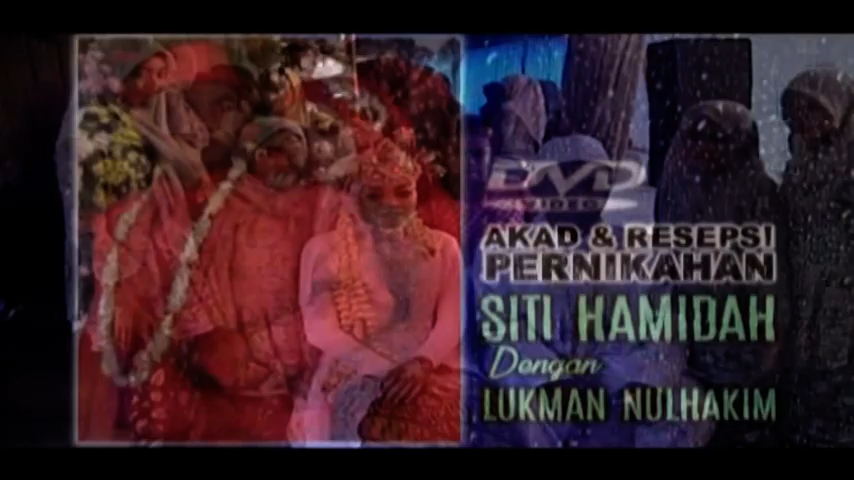 DVD
VIDEO
AKAD & RESEPSI
PERNIKAHAN
SITI HAMIDAH
Dengan
LUKMAN NULHAKIM